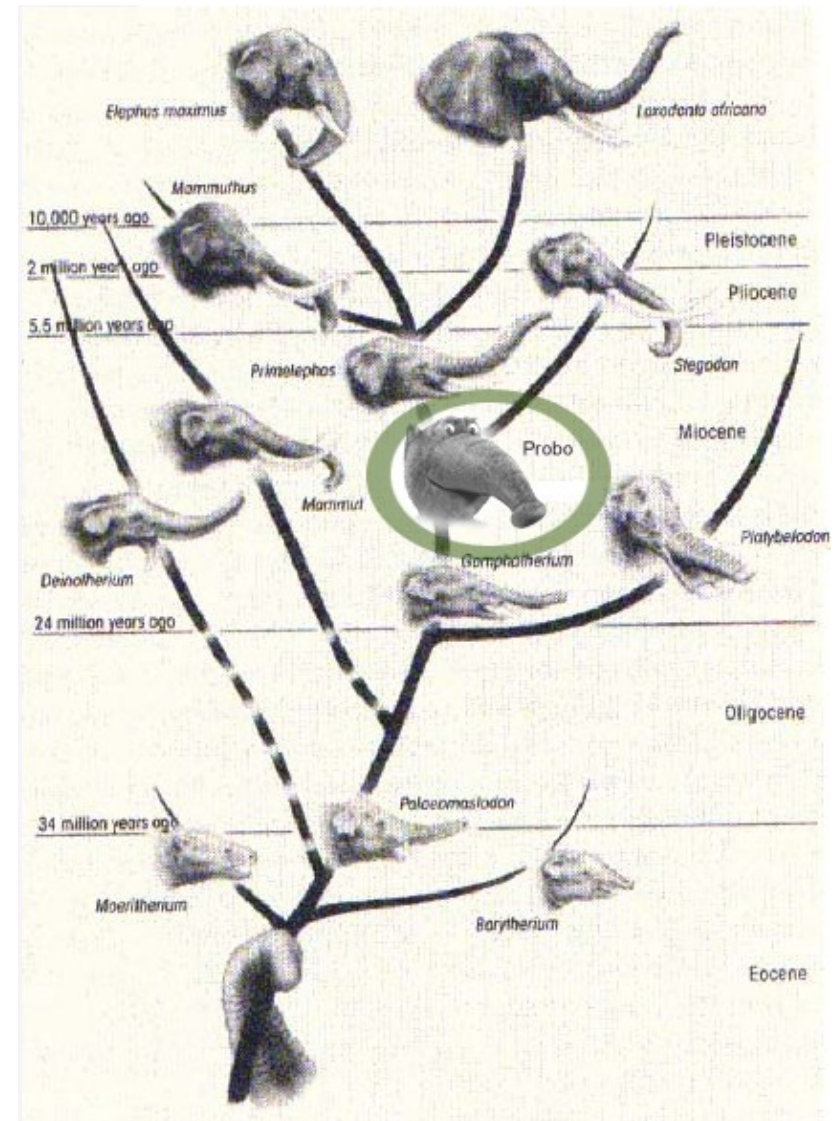 Elephas maximus
Loxodonta africana
Mammuthus
10,000 years ago
Pleistocene
2 million years ago
Pliocene
5.5 million years ago
Primelephas
Stegodon
Miocene
Probo
Mammut
Platybelodon
Gomphotherium
Deinotherium
24 million years ago
Oligocene
Palaeomastodon
34 million years ago
Moeritherium
Barytherium
Eocene